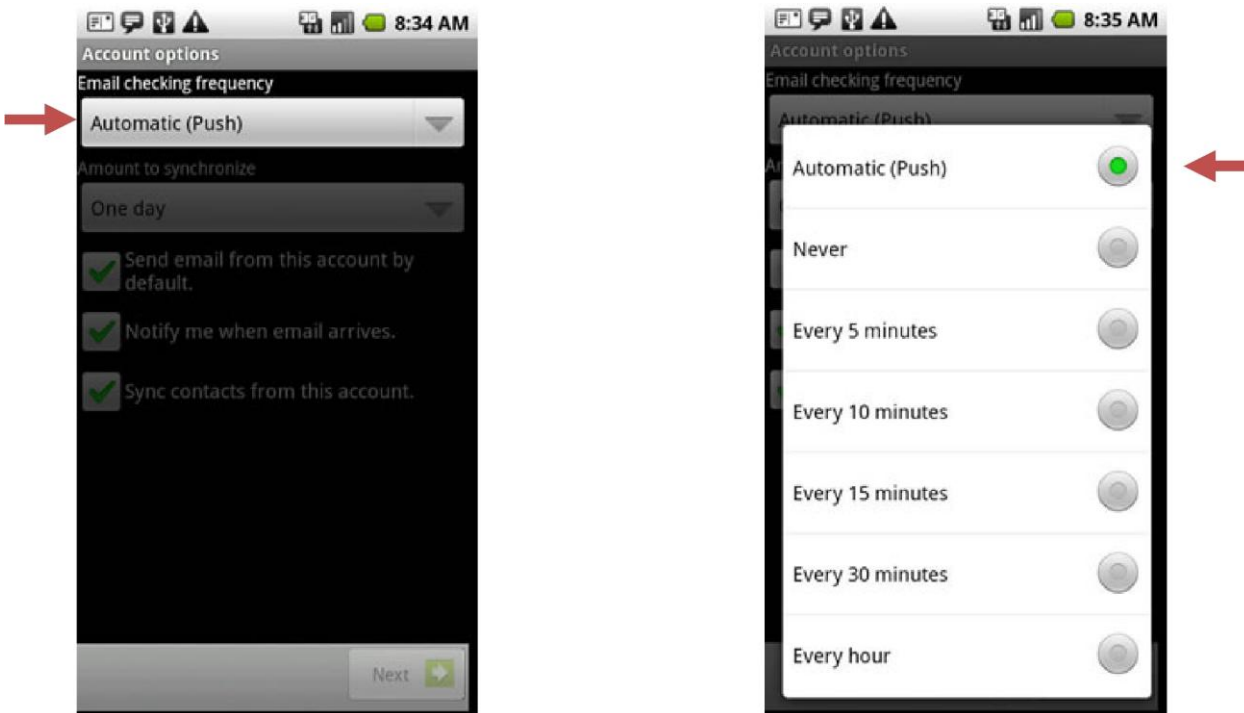 8:34 AM
Account options
Email checking frequency
Automatic (Push)
Amount to synchronize
One day
Send email from this account by
default.
Notify me when email arrives.
Sync contacts from this account.
Next
8:35 AM
Account options
Email checking frequency
Automatic (Push)
Automatic (Push)
Never
Every 5 minutes
Every 10 minutes
Every 15 minutes
Every 30 minutes
Every hour